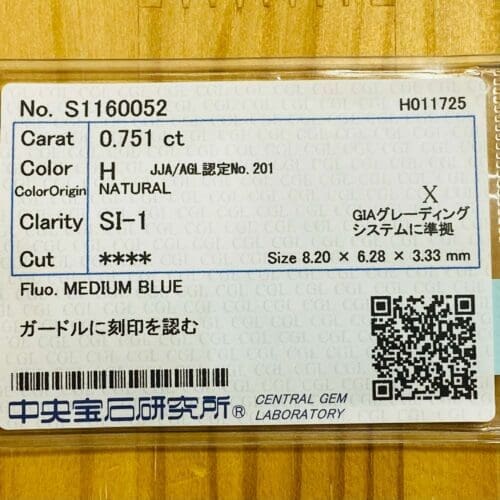 No. S1160052 H011725
Carat 0.751 ct
Color H JJA/AGL認定No.201
ColorOrigin NATURAL
X
Clarity SI-1 GIAグレーディング
システムに準拠
Cut **** Size 8.20 × 6.28 × 3.33 mm
Fluo. MEDIUM BLUE
ガードルに刻印を認む
中央宝石研究所® CENTRAL GEM
LABORATORY